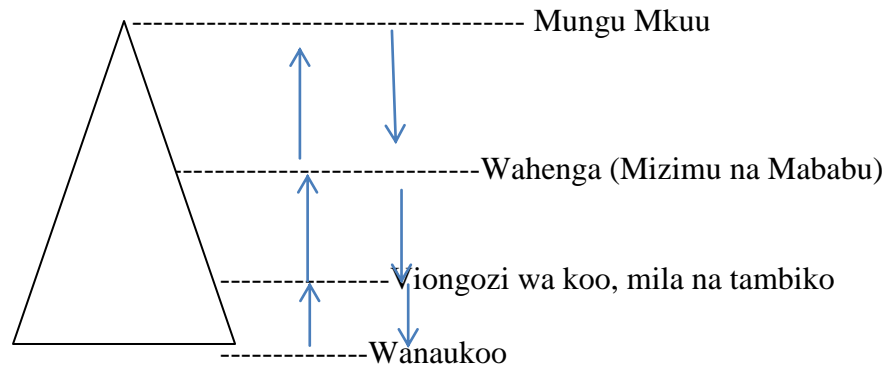 Mungu Mkuu
Wahenga (Mizimu na Mababu)
Viongozi wa koo, mila na tambiko
Wanaukoo